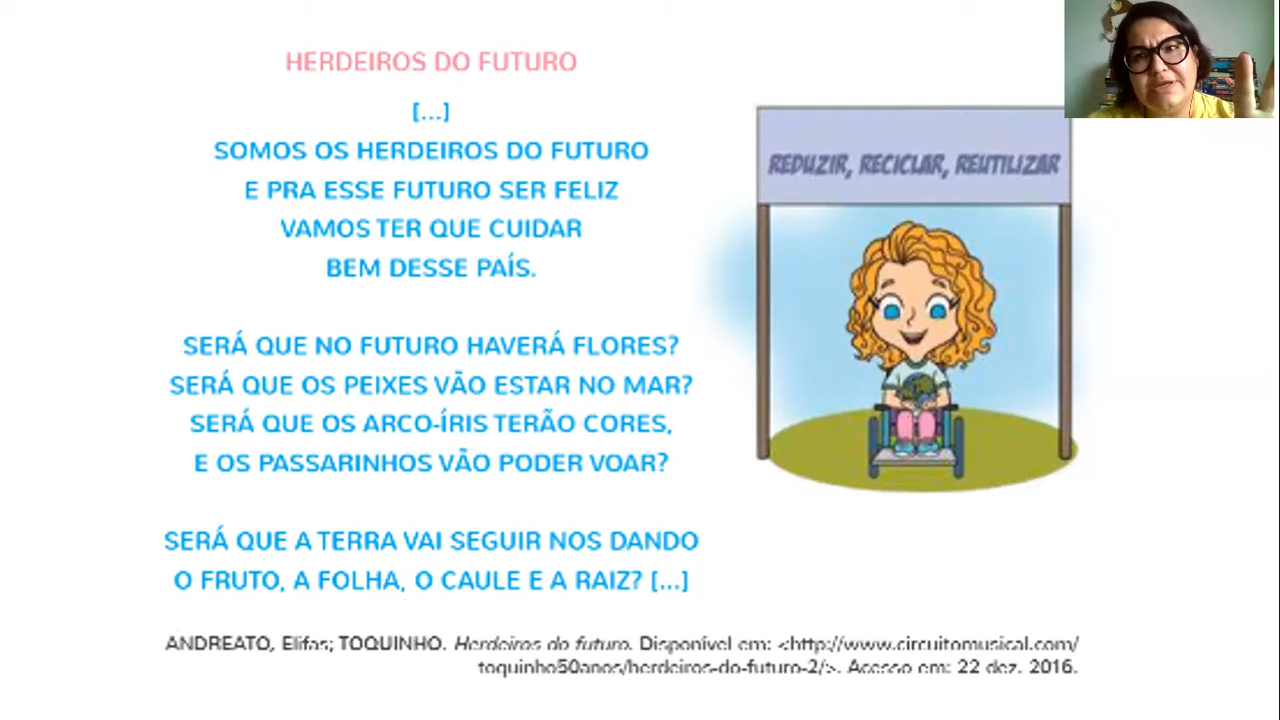 HERDEIROS DO FUTURO
[...]
SOMOS OS HERDEIROS DO FUTURO
E PRA ESSE FUTURO SER FELIZ
VAMOS TER QUE CUIDAR
BEM DESSE PAÍS.
SERÁ QUE NO FUTURO HAVERÁ FLORES?
SERÁ QUE OS PEIXES VÃO ESTAR NO MAR?
SERÁ QUE OS ARCO-ÍRIS TERÃO CORES,
E OS PASSARINHOS VÃO PODER VOAR?
SERÁ QUE A TERRA VAI SEGUIR NOS DANDO
O FRUTO, A FOLHA, O CAULE E A RAIZ? [...]
REDUZIR, RECICLAR, REUTILIZAR
ANDREATO, Elifas; TOQUINHO. Herdeiros do futuro. Disponível em: <http://www.circuitomusical.com/
toquinho50anos/herdeiros-do-futuro-2/>. Acesso em: 22 dez. 2016.